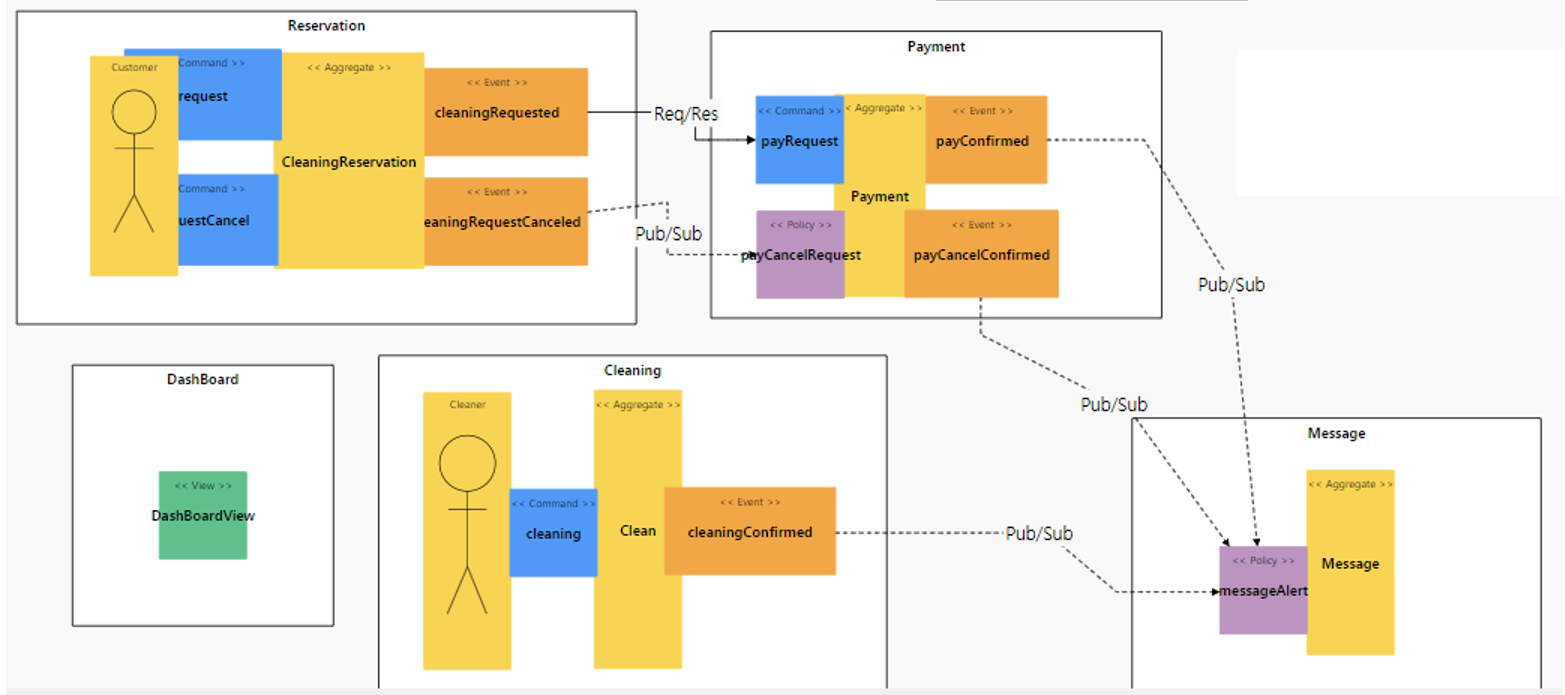 Reservation
Customer
Command >>
request
<< Aggregate >>
CleaningReservation
<< Event >>
cleaningRequested
Command >>
uestCancel
<< Event >>
eaningRequestCanceled
Req/Res
Pub/Sub
Payment
<< Command >>
payRequest
< Aggregate >>
Payment
<< Event >>
payConfirmed
<< Policy >>
payCancelRequest
<< Event >>
payCancelConfirmed
Pub/Sub
Pub/Sub
DashBoard
<< View >>
DashBoardView
Cleaning
Cleaner
<< Command >>
cleaning
<< Aggregate >>
Clean
<< Event >>
cleaningConfirmed
Pub/Sub
Message
<< Policy >>
messageAlert
<< Aggregate >>
Message